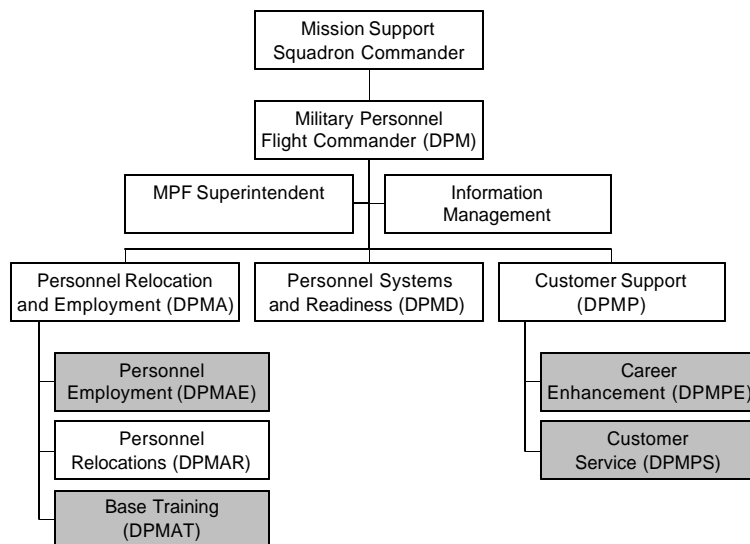 Mission Support
Squadron Commander
Military Personnel
Flight Commander (DPM)
MPF Superintendent
Information
Management
Personnel Relocation
and Employment (DPMA)
Personnel Systems
and Readiness (DPMD)
Customer Support
(DPMP)
Personnel
Employment (DPMAE)
Personnel
Relocations (DPMAR)
Base Training
(DPMAT)
Career
Enhancement (DPMPE)
Customer
Service (DPMPS)